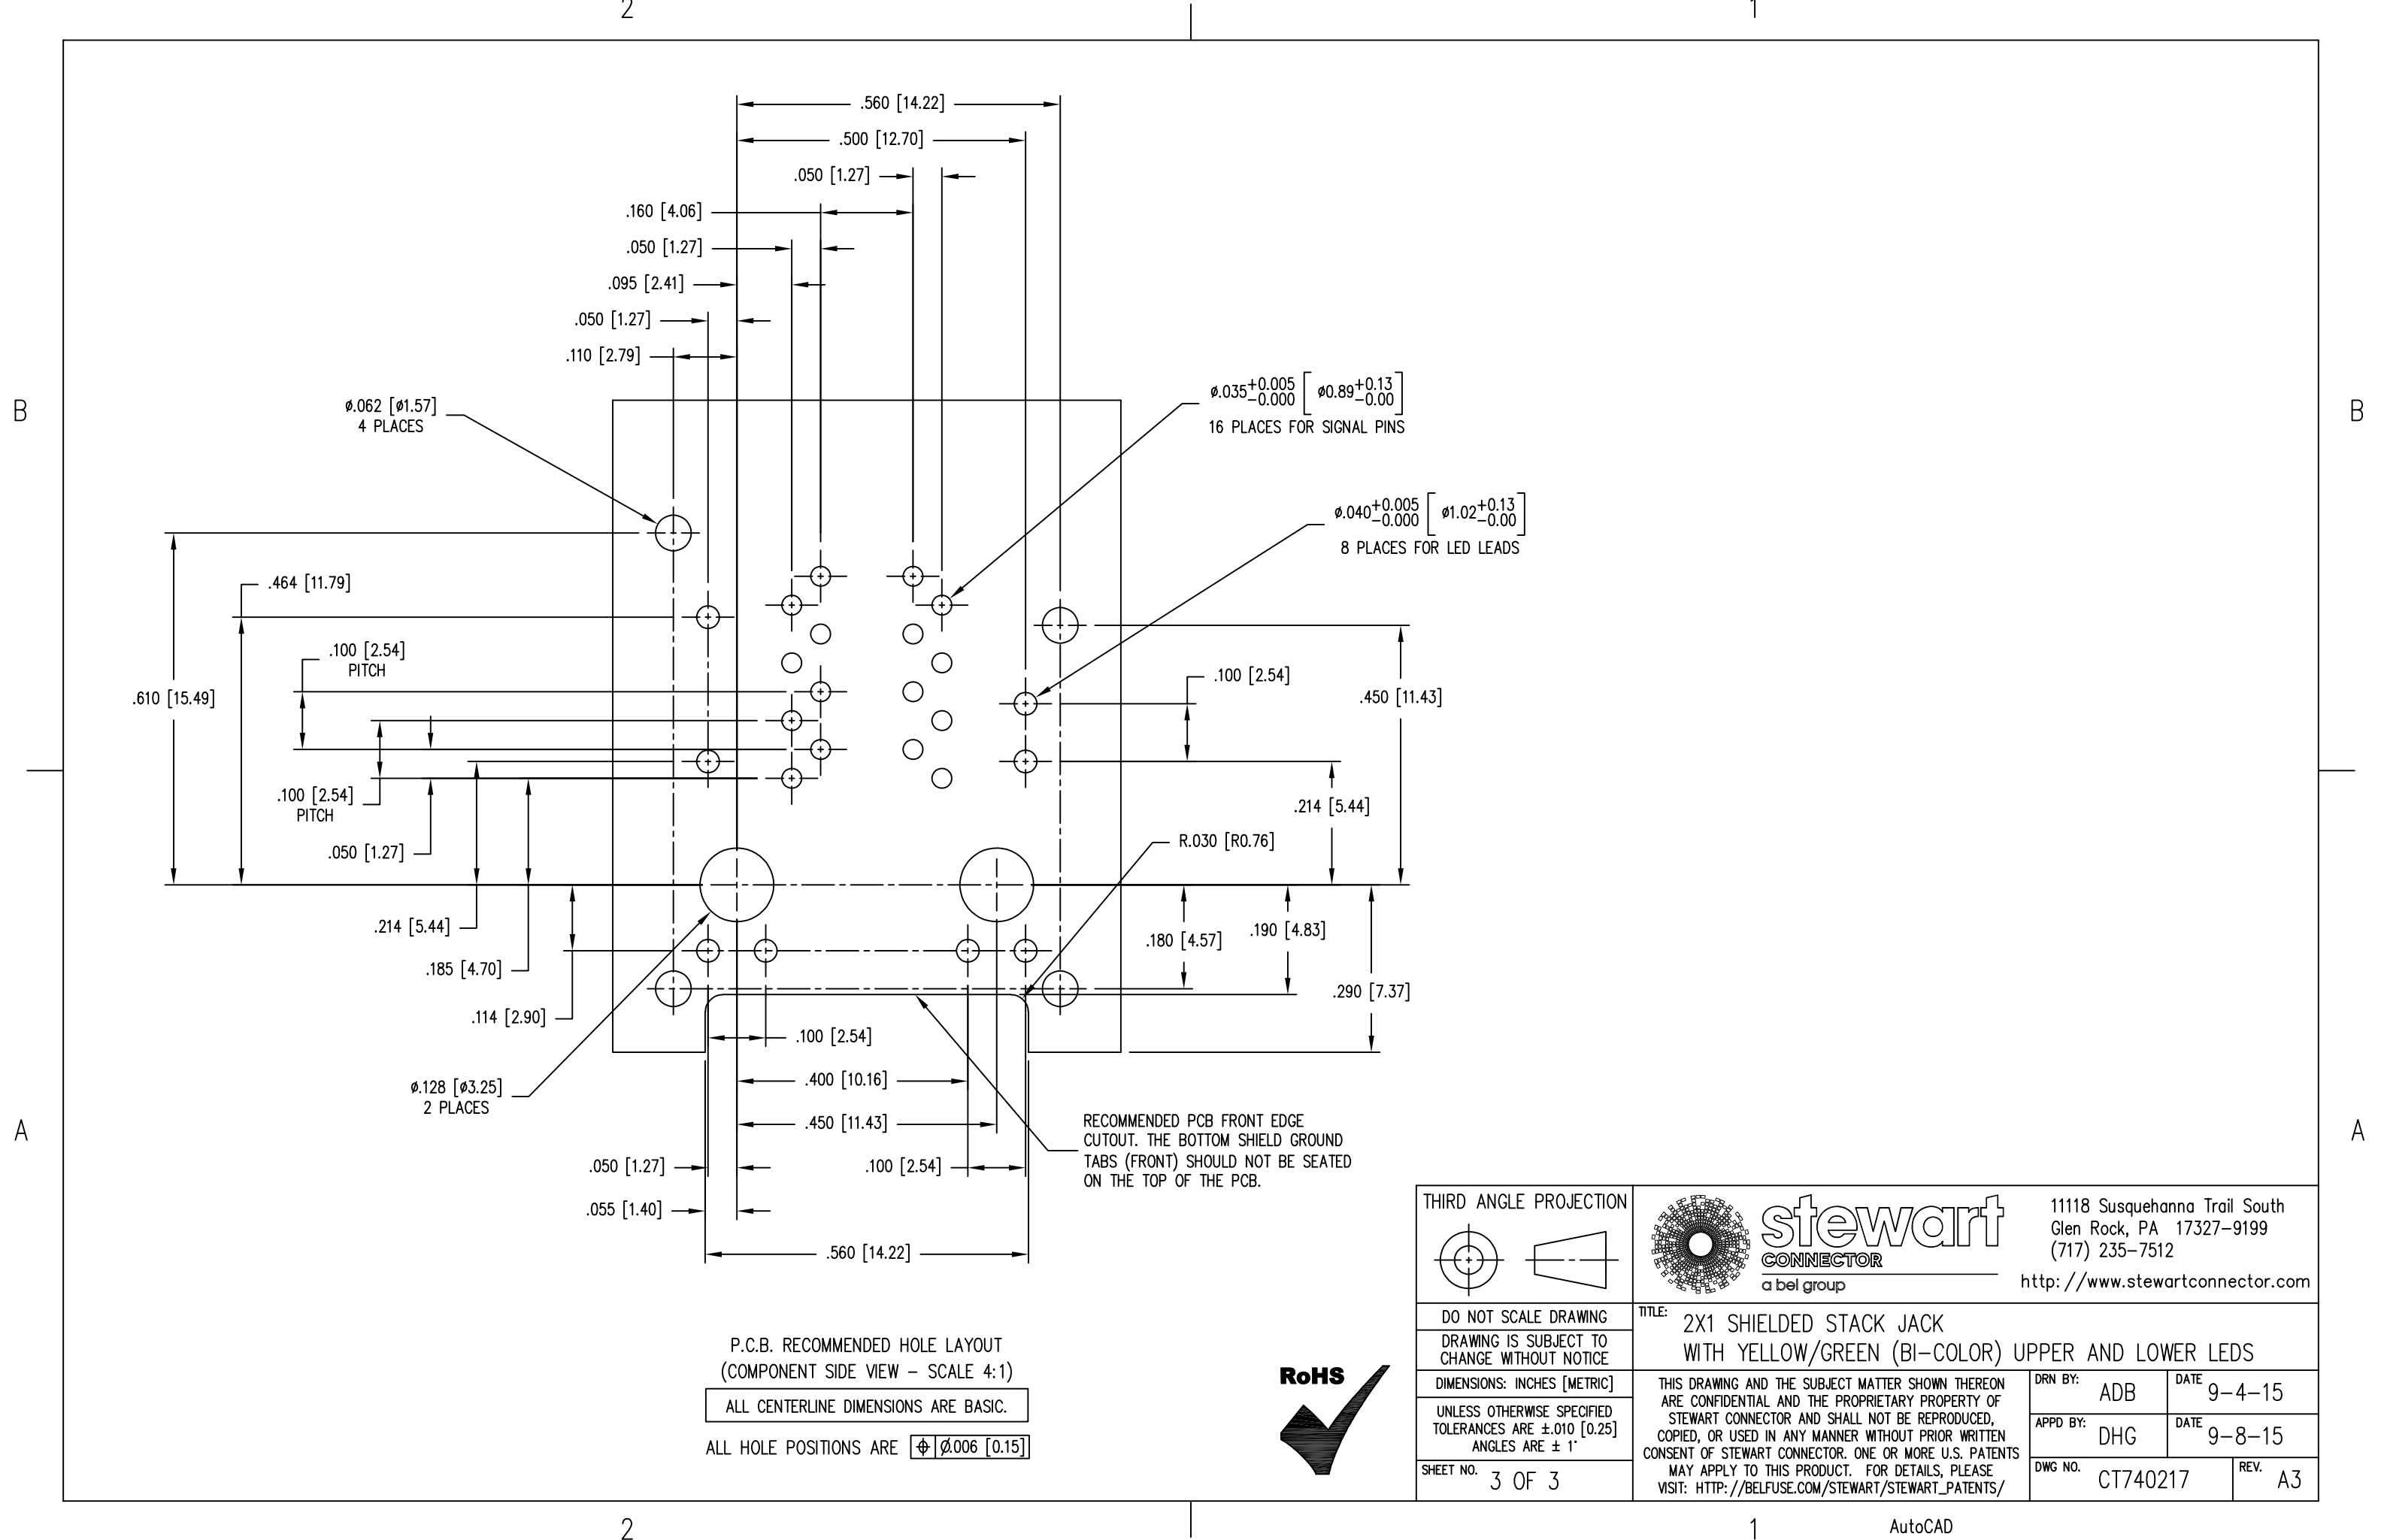 2
1
.560 [14.22]
.500 [12.70]
.050 [1.27]
.160 [4.06]
.050 [1.27]
.095 [2.41]
.050 [1.27]
.110 [2.79]
B
B
ø.062 [ø1.57]
4 PLACES
ø.035+0.005 −0.000 [ø0.89+0.13 −0.00]
16 PLACES FOR SIGNAL PINS
ø.040+0.005 −0.000 [ø1.02+0.13 −0.00]
8 PLACES FOR LED LEADS
.464 [11.79]
.100 [2.54]
PITCH
.610 [15.49]
.100 [2.54]
.450 [11.43]
.100 [2.54]
PITCH
.214 [5.44]
.050 [1.27]
R.030 [R0.76]
.214 [5.44]
.180 [4.57]
.190 [4.83]
.185 [4.70]
.290 [7.37]
.114 [2.90]
.100 [2.54]
.400 [10.16]
ø.128 [ø3.25]
2 PLACES
.450 [11.43]
A
A
RECOMMENDED PCB FRONT EDGE
CUTOUT. THE BOTTOM SHIELD GROUND
TABS (FRONT) SHOULD NOT BE SEATED
ON THE TOP OF THE PCB.
.050 [1.27]
.100 [2.54]
.055 [1.40]
.560 [14.22]
P.C.B. RECOMMENDED HOLE LAYOUT
(COMPONENT SIDE VIEW − SCALE 4:1)
ALL CENTERLINE DIMENSIONS ARE BASIC.
ALL HOLE POSITIONS ARE ⌖ Ø.006 [0.15]
RoHS
THIRD ANGLE PROJECTION
stewart
CONNECTOR
a bel group
11118 Susquehanna Trail South
Glen Rock, PA 17327−9199
(717) 235−7512
http://www.stewartconnector.com
DO NOT SCALE DRAWING
DRAWING IS SUBJECT TO
CHANGE WITHOUT NOTICE
DIMENSIONS: INCHES [METRIC]
UNLESS OTHERWISE SPECIFIED
TOLERANCES ARE ±.010 [0.25]
ANGLES ARE ± 1°
SHEET NO. 3 OF 3
TITLE: 2X1 SHIELDED STACK JACK
WITH YELLOW/GREEN (BI−COLOR) UPPER AND LOWER LEDS
THIS DRAWING AND THE SUBJECT MATTER SHOWN THEREON
ARE CONFIDENTIAL AND THE PROPRIETARY PROPERTY OF
STEWART CONNECTOR AND SHALL NOT BE REPRODUCED,
COPIED, OR USED IN ANY MANNER WITHOUT PRIOR WRITTEN
CONSENT OF STEWART CONNECTOR. ONE OR MORE U.S. PATENTS
MAY APPLY TO THIS PRODUCT. FOR DETAILS, PLEASE
VISIT: HTTP://BELFUSE.COM/STEWART/STEWART_PATENTS/
DRN BY: ADB
DATE 9−4−15
APPD BY: DHG
DATE 9−8−15
DWG NO. CT740217
REV. A3
2
1
AutoCAD